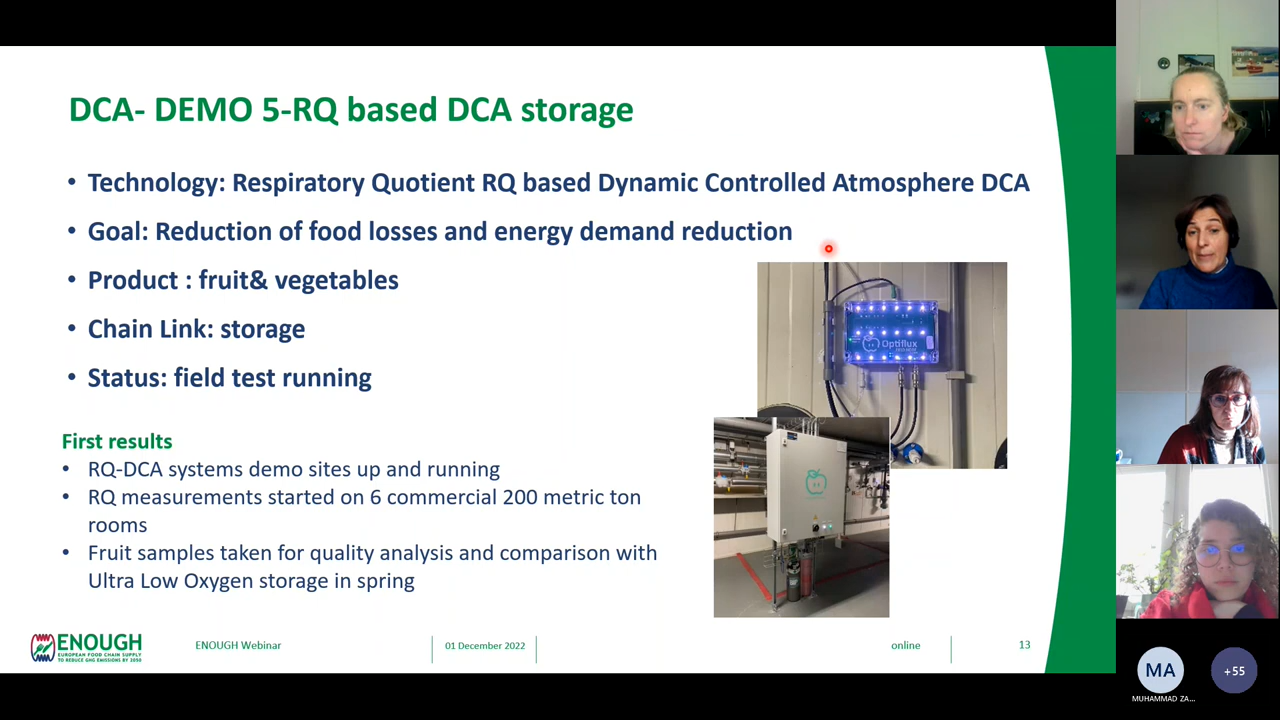 DCA- DEMO 5-RQ based DCA storage
• Technology: Respiratory Quotient RQ based Dynamic Controlled Atmosphere DCA
• Goal: Reduction of food losses and energy demand reduction
• Product : fruit& vegetables
• Chain Link: storage
• Status: field test running
Optiflux
First results
• RQ-DCA systems demo sites up and running
• RQ measurements started on 6 commercial 200 metric ton
rooms
• Fruit samples taken for quality analysis and comparison with
Ultra Low Oxygen storage in spring
ENOUGH
EUROPEAN FOOD CHAIN SUPPLY
TO REDUCE GHG EMISSIONS BY 2050
ENOUGH Webinar
01 December 2022
online
13
MA
MUHAMMAD ZA...
+55